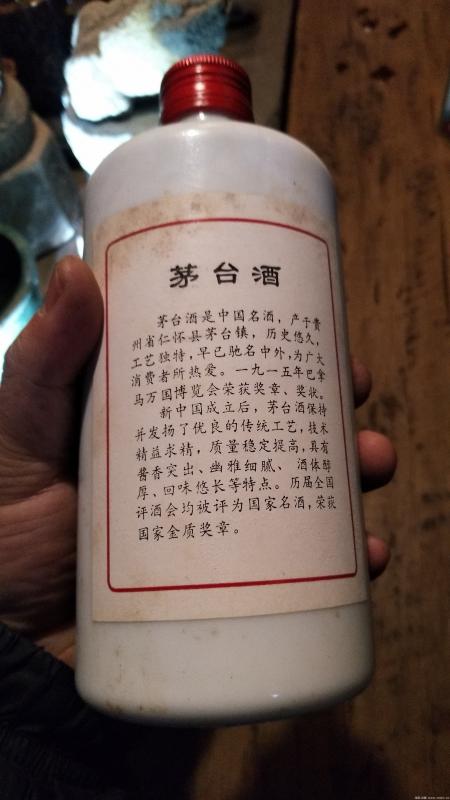 茅台酒
茅台酒是中国名酒，产于贵
州省仁怀县茅台镇，历史悠久，
工艺独特，早已驰名中外，为广大
消费者所热爱。一九一五年巴拿
马万国博览会荣获奖章、奖状。
新中国成立后，茅台酒保持
并发扬了优良的传统工艺，技术
精益求精，质量稳定提高，具有
酱香突出、幽雅细腻、酒体醇
厚、回味悠长等特点。历届全国
评酒会均被评为国家名酒，荣获
国家金质奖章。